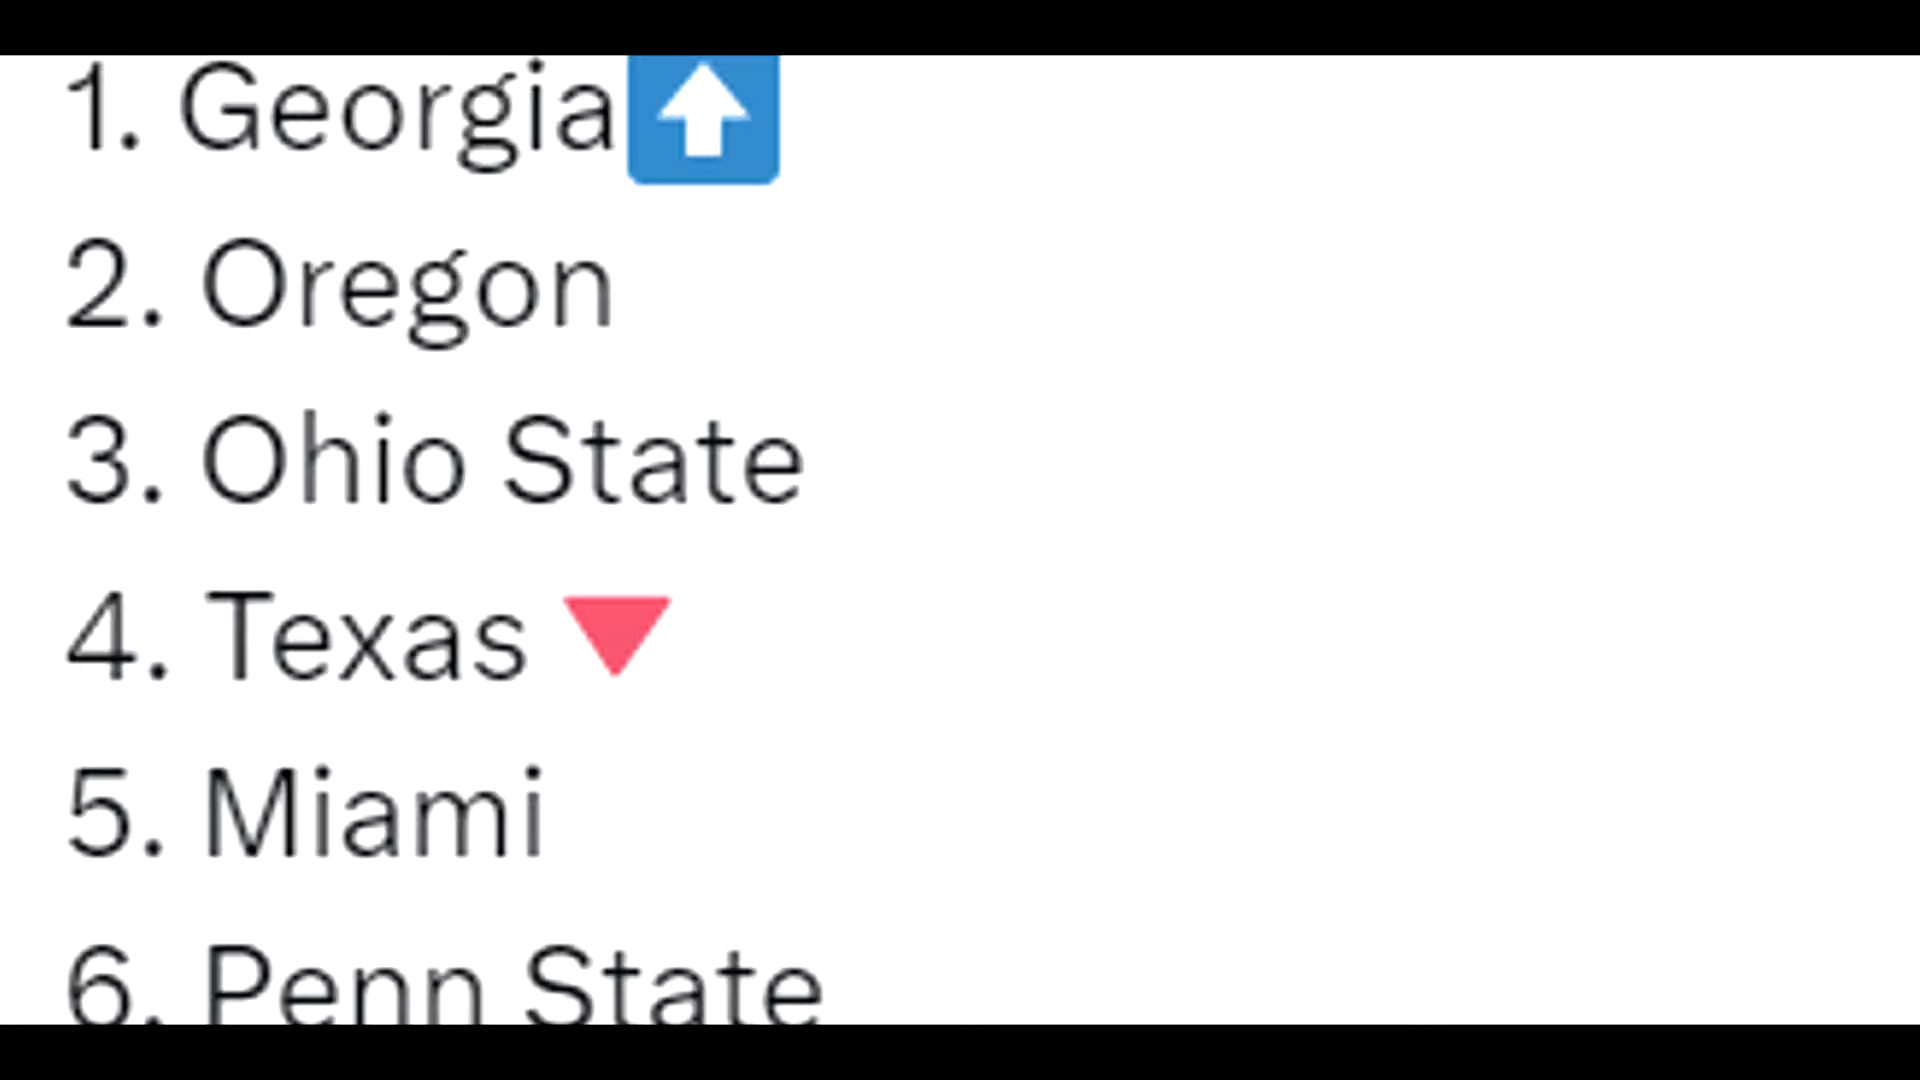 1. Georgia⬆️
2. Oregon
3. Ohio State
4. Texas 🔻
5. Miami
6. Penn State